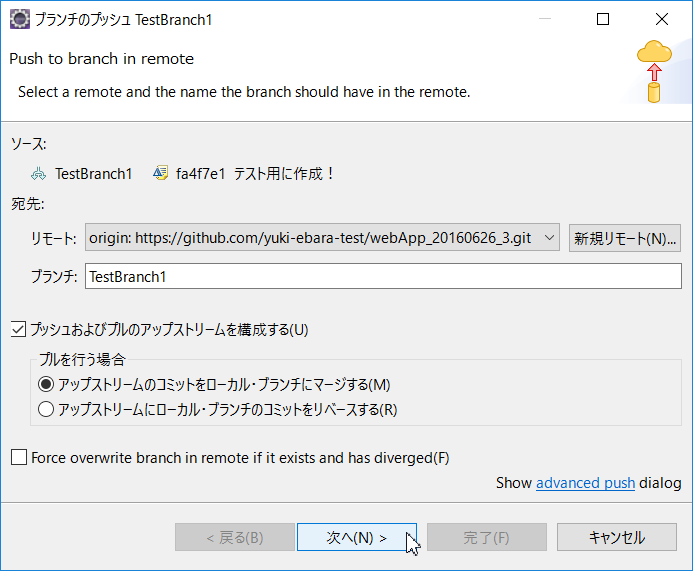 ブランチのプッシュ TestBranch1
Push to branch in remote
Select a remote and the name the branch should have in the remote.
ソース:
TestBranch1 fa4f7e1 テスト用に作成！
宛先:
リモート: origin: https://github.com/yuki-ebara-test/webApp_20160626_3.git 新規リモート(N)...
ブランチ: TestBranch1
プッシュおよびプルのアップストリームを構成する(U)
プルを行う場合
アップストリームのコミットをローカル・ブランチにマージする(M)
アップストリームにローカル・ブランチのコミットをリベースする(R)
Force overwrite branch in remote if it exists and has diverged(F)
Show advanced push dialog
< 戻る(B) 次へ(N) > 完了(F) キャンセル